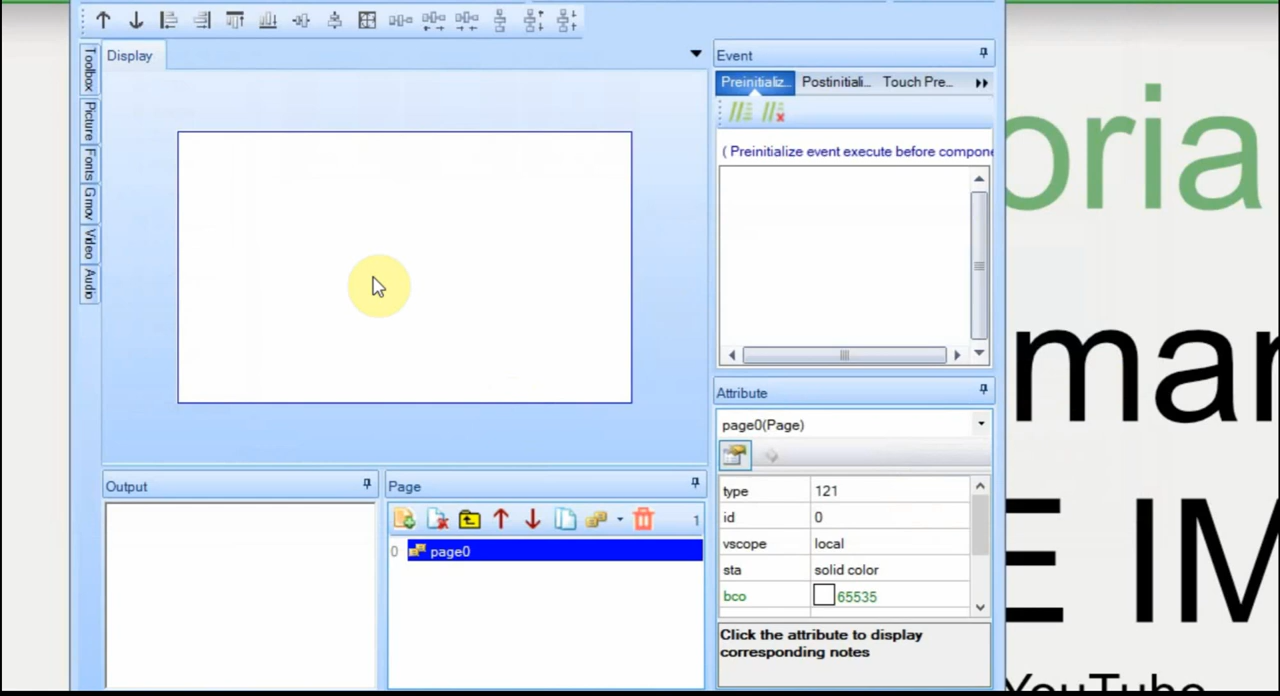 Display
Event
Toolbox
Picture
Fonts
Gmov
Video
Audio
Preinitializ... Postinitiali... Touch Pre...
( Preinitialize event execute before compone
Attribute
page0(Page)
type 121
id 0
vscope local
sta solid color
bco 65535
Click the attribute to display
corresponding notes
Output
Page
1
0 page0
oria
mar
E IM
YouTube